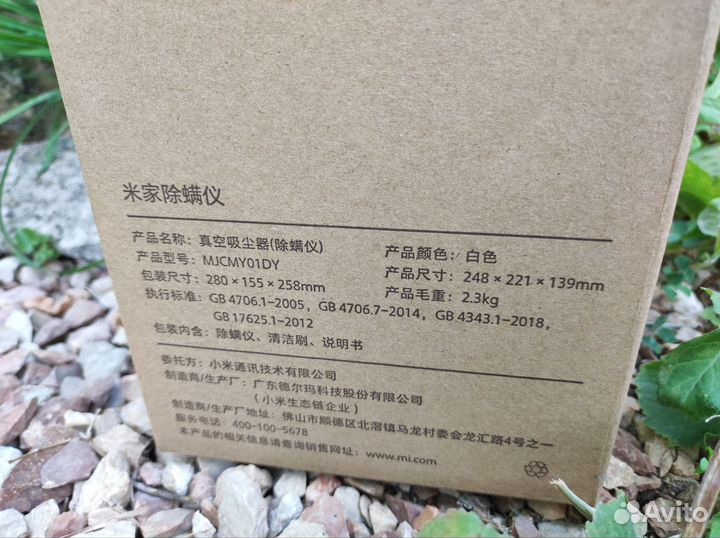 米家除螨仪
产品名称：真空吸尘器(除螨仪) 产品颜色：白色
产品型号：MJCMY01DY 产品尺寸：248×221×139mm
包装尺寸：280×155×258mm 产品毛重：2.3kg
执行标准：GB 4706.1-2005，GB 4706.7-2014，GB 4343.1-2018，
GB 17625.1-2012
包装内含：除螨仪、清洁刷、说明书
委托方：小米通讯技术有限公司
制造商/生产厂：广东德尔玛科技股份有限公司
(小米生态链企业)
制造商/生产厂地址：佛山市顺德区北滘镇马龙村委会龙汇路4号之一
服务电话：400-100-5678
本产品的相关信息请查询销售网址：www.mi.com
Avito